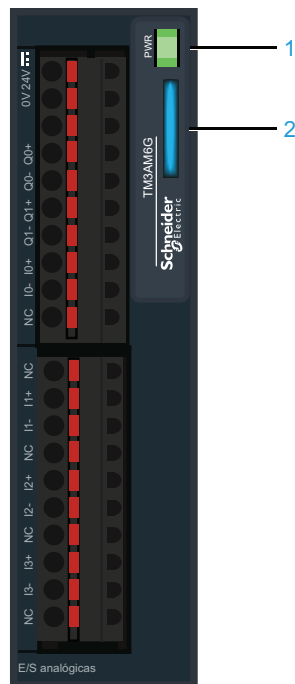 PWR
1
2
TM3AM6G
Schneider
Electric
0V 24V
Q0+
Q0-
Q1+
Q1-
I0+
I0-
NC
NC
I1+
I1-
NC
I2+
I2-
NC
I3+
I3-
NC
E/S analógicas